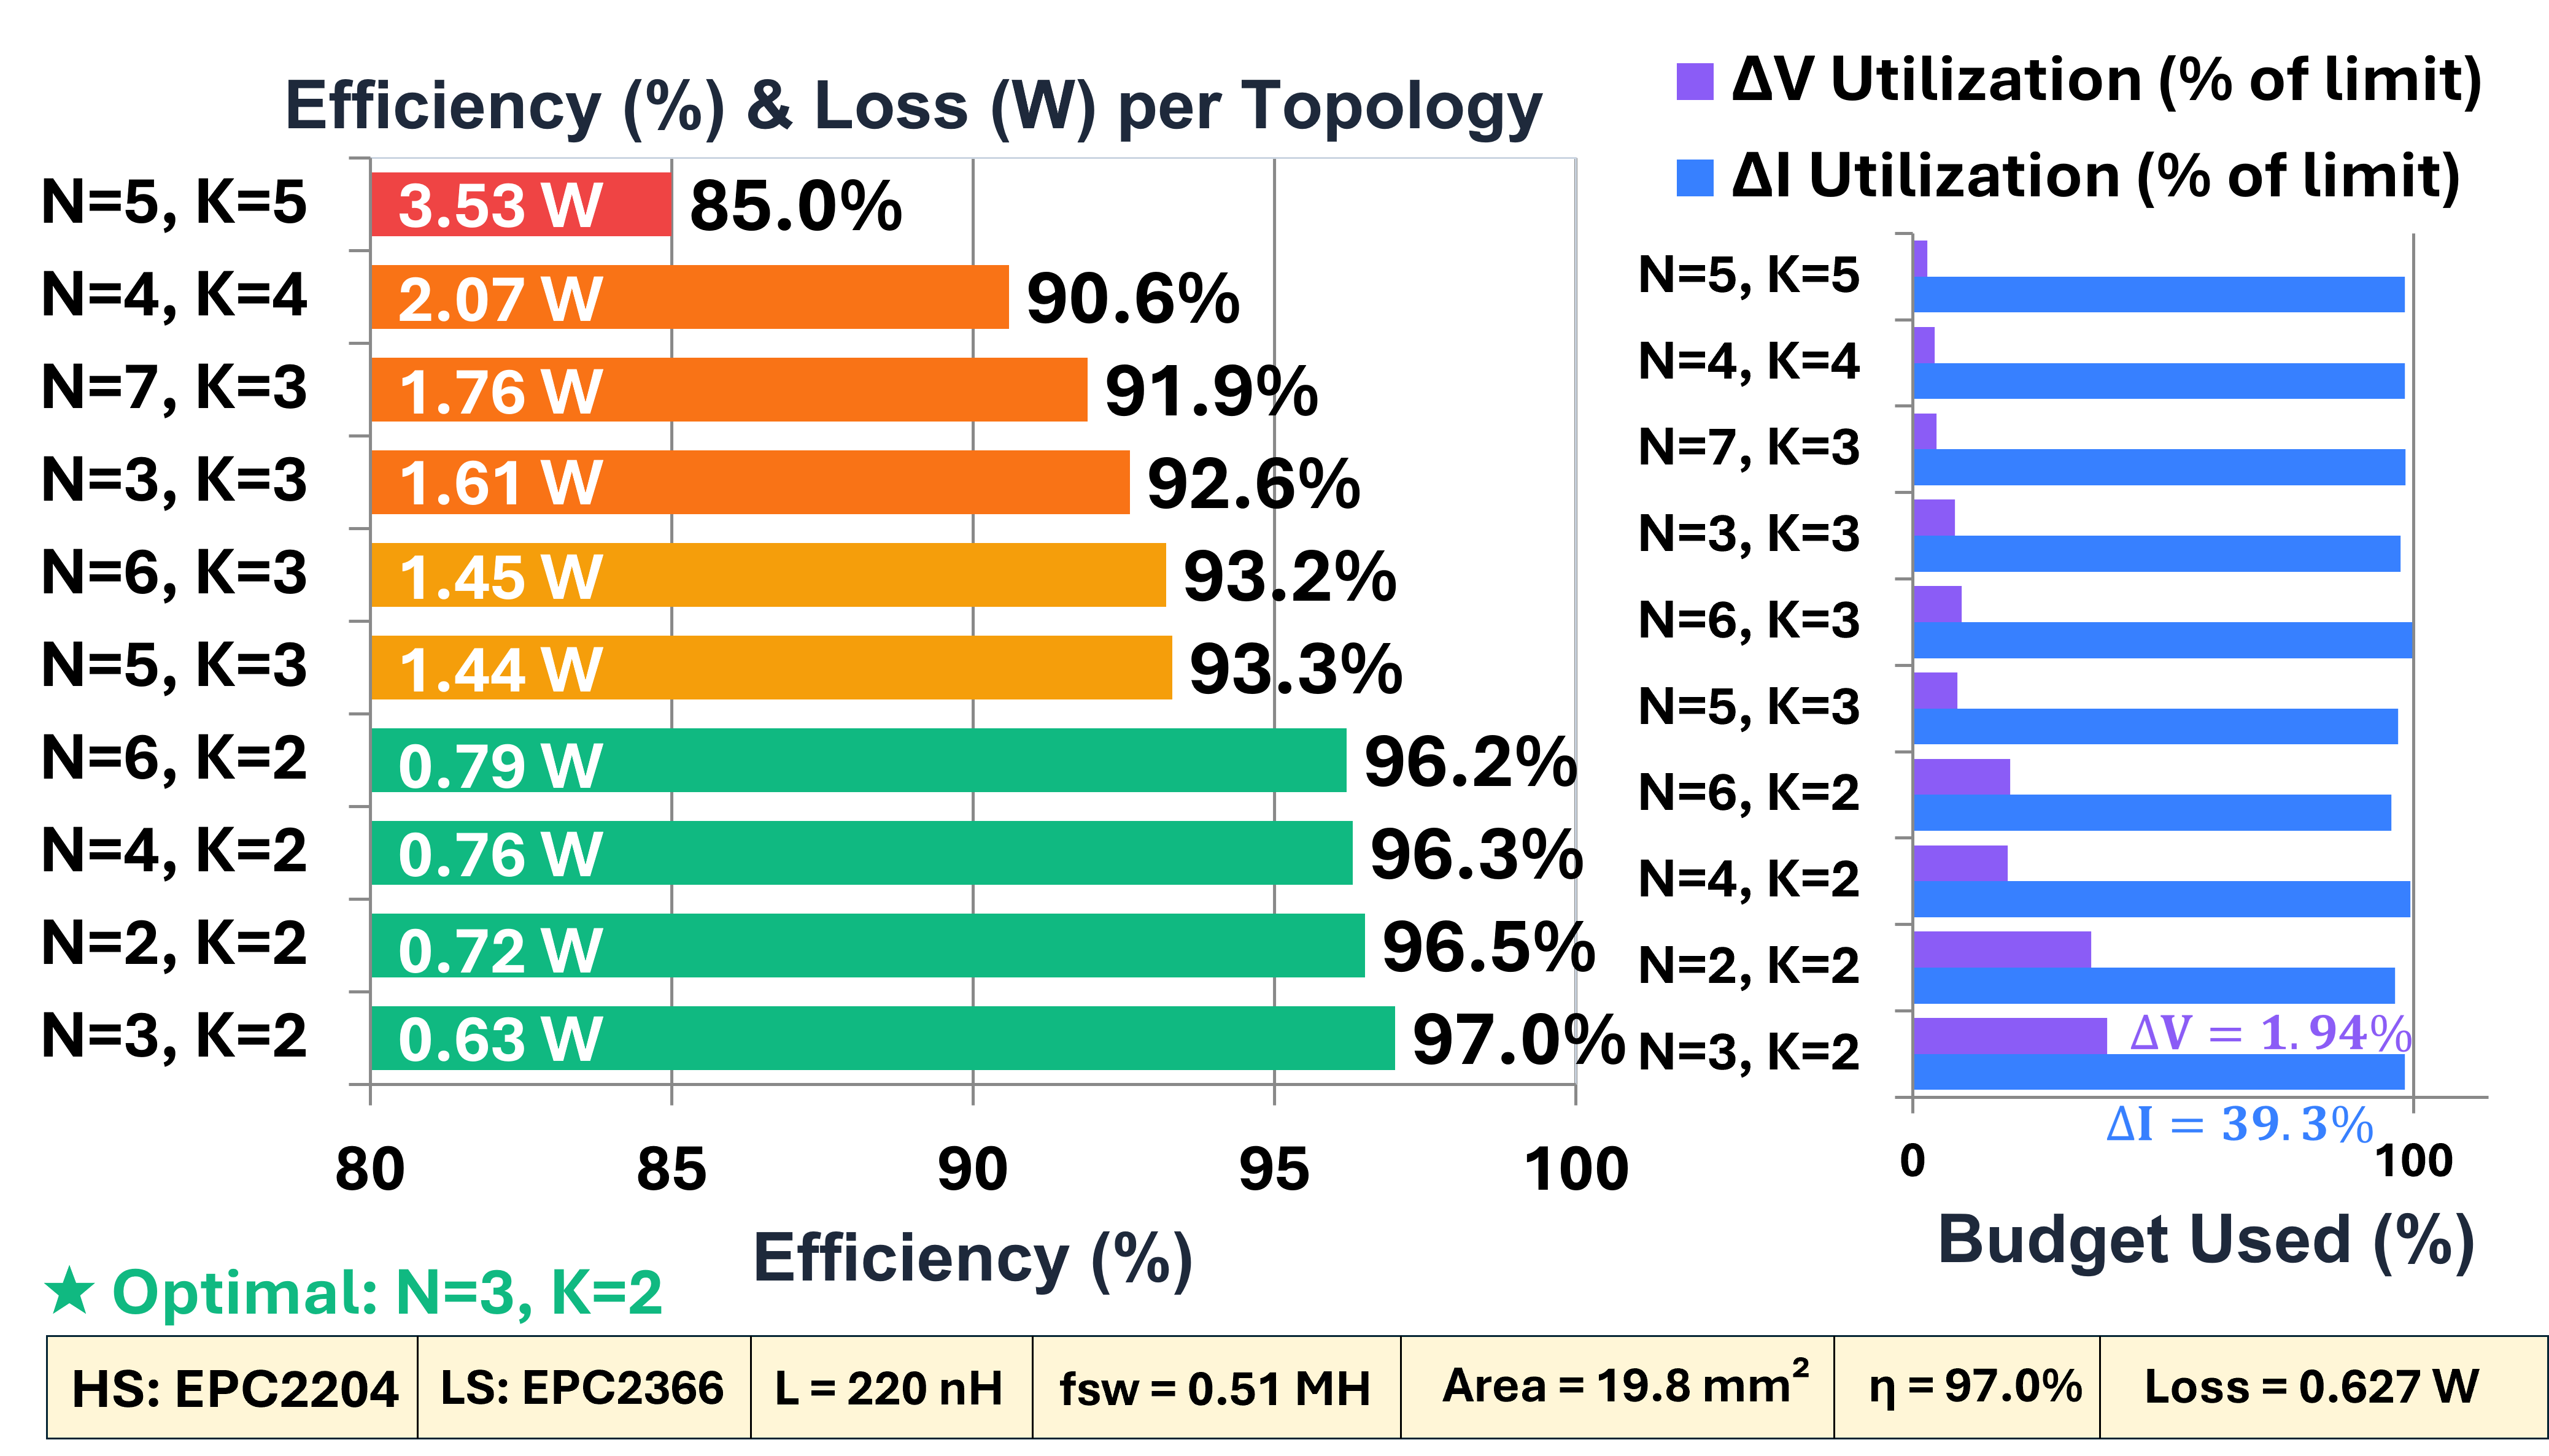 Efficiency (%) & Loss (W) per Topology
N=5, K=5 3.53 W 85.0%
N=4, K=4 2.07 W 90.6%
N=7, K=3 1.76 W 91.9%
N=3, K=3 1.61 W 92.6%
N=6, K=3 1.45 W 93.2%
N=5, K=3 1.44 W 93.3%
N=6, K=2 0.79 W 96.2%
N=4, K=2 0.76 W 96.3%
N=2, K=2 0.72 W 96.5%
N=3, K=2 0.63 W 97.0%
80 85 90 95 100
Efficiency (%)
ΔV Utilization (% of limit)
ΔI Utilization (% of limit)
N=5, K=5
N=4, K=4
N=7, K=3
N=3, K=3
N=6, K=3
N=5, K=3
N=6, K=2
N=4, K=2
N=2, K=2
N=3, K=2
ΔV = 1.94%
ΔI = 39.3%
0 100
Budget Used (%)
★ Optimal: N=3, K=2
HS: EPC2204 LS: EPC2366 L = 220 nH fsw = 0.51 MH Area = 19.8 mm² η = 97.0% Loss = 0.627 W